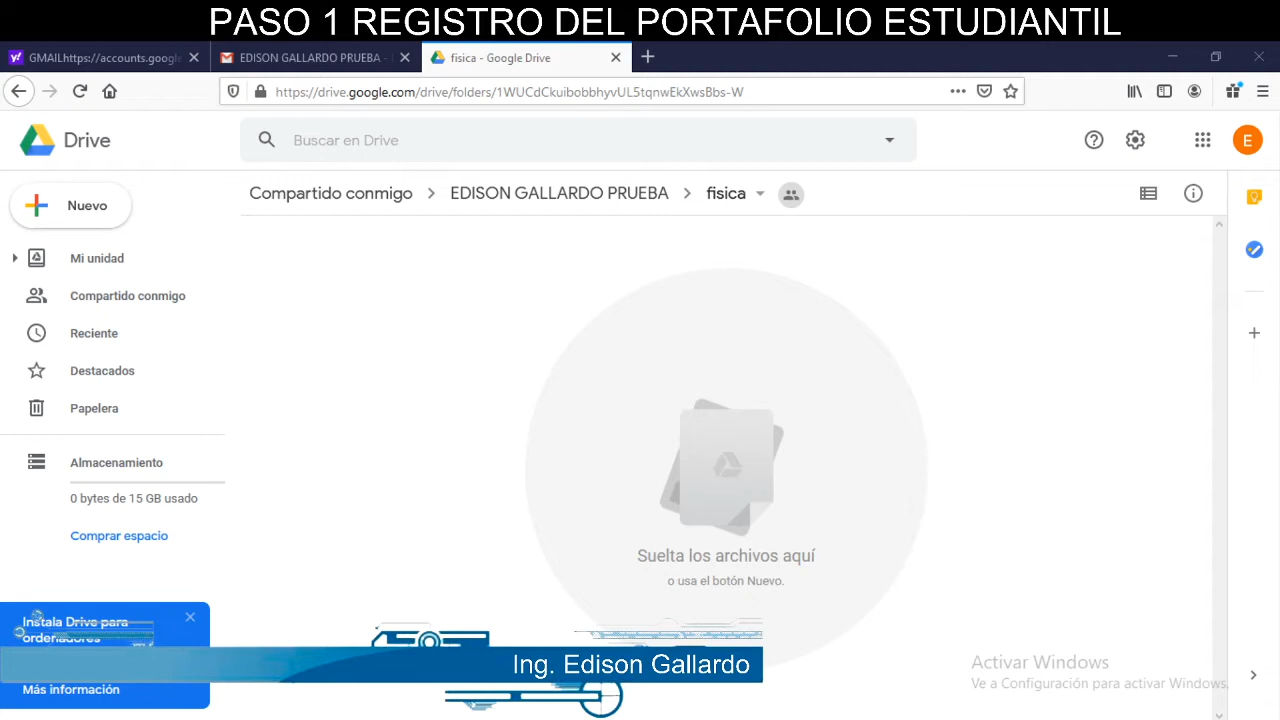 PASO 1 REGISTRO DEL PORTAFOLIO ESTUDIANTIL
GMAILhttps://accounts.google
EDISON GALLARDO PRUEBA -
fisica - Google Drive
https://drive.google.com/drive/folders/1WUCdCkuibobbhyvUL5tqnwEkXwsBbs-W
Drive
Buscar en Drive
E
Nuevo
Compartido conmigo > EDISON GALLARDO PRUEBA > fisica
Mi unidad
Compartido conmigo
Reciente
Destacados
Papelera
Almacenamiento
0 bytes de 15 GB usado
Comprar espacio
Suelta los archivos aquí
o usa el botón Nuevo.
Instala Drive para
ordenadores
Ing. Edison Gallardo
Más información
Activar Windows
Ve a Configuración para activar Windows.